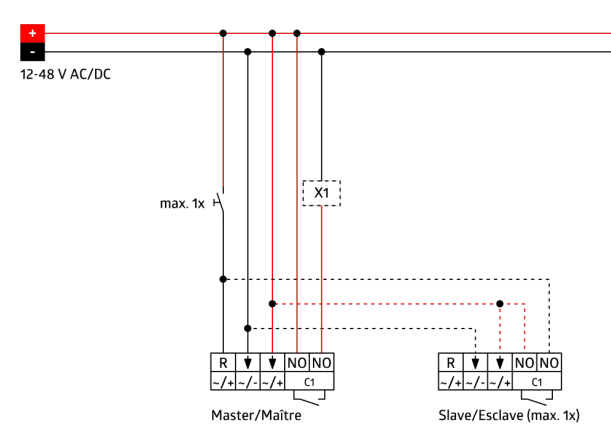 +
-
12-48 V AC/DC
X1
max. 1x
R NO NO
~/+ ~/- ~/+ C1
R NO NO
~/+ ~/- ~/+ C1
Master/Maître
Slave/Esclave (max. 1x)